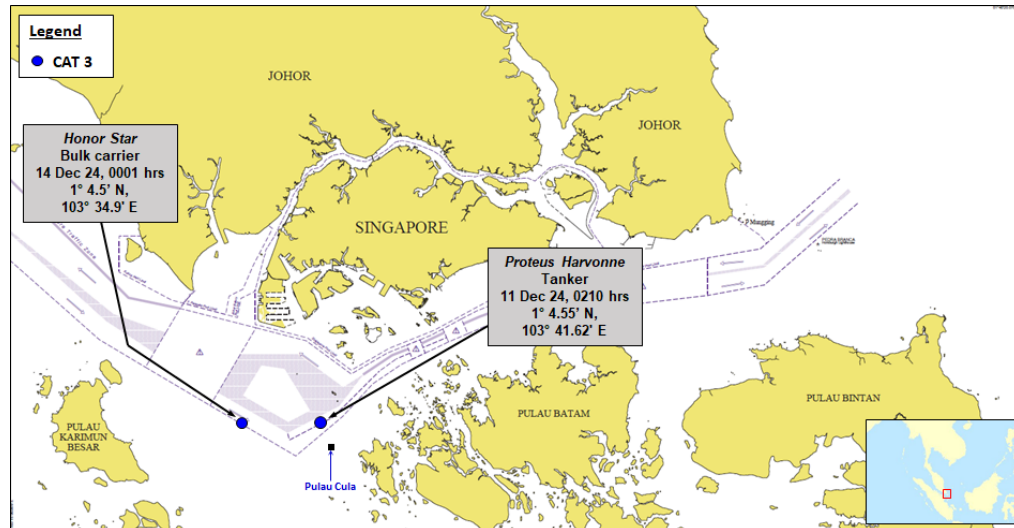 Legend
CAT 3
JOHOR
JOHOR
Honor Star
Bulk carrier
14 Dec 24, 0001 hrs
1° 4.5’ N,
103° 34.9’ E
SINGAPORE
Proteus Harvonne
Tanker
11 Dec 24, 0210 hrs
1° 4.55’ N,
103° 41.62’ E
PULAU
KARIMUN
BESAR
PULAU BATAM
PULAU BINTAN
Pulau Cula